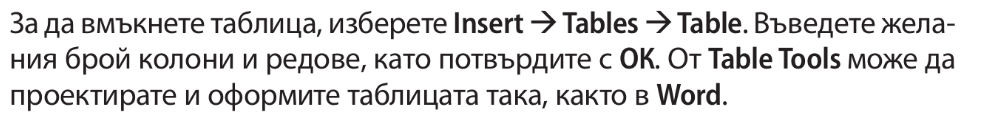 За да вмъкнете таблица, изберете Insert → Tables → Table. Въведете жела-
ния брой колони и редове, като потвърдите с OK. От Table Tools може да
проектирате и оформите таблицата така, както в Word.